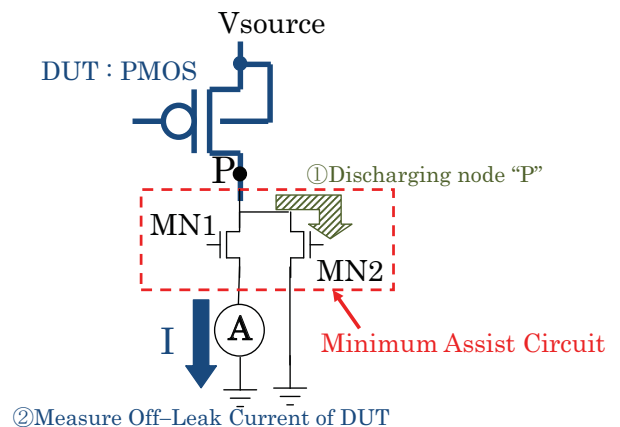 Vsource
DUT : PMOS
P
①Discharging node “P”
MN1
MN2
A
I
Minimum Assist Circuit
②Measure Off–Leak Current of DUT